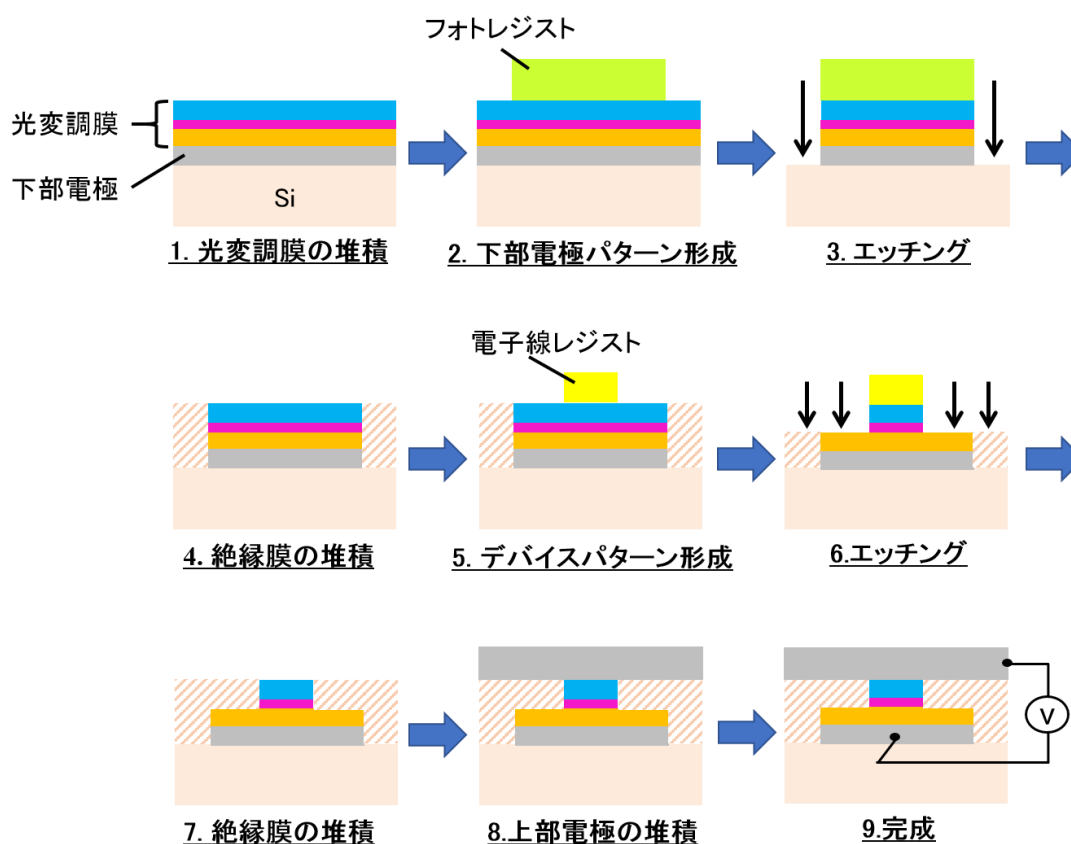 フォトレジスト
光変調膜
下部電極
Si
1. 光変調膜の堆積
2. 下部電極パターン形成
3. エッチング
電子線レジスト
4. 絶縁膜の堆積
5. デバイスパターン形成
6.エッチング
V
7. 絶縁膜の堆積
8.上部電極の堆積
9.完成